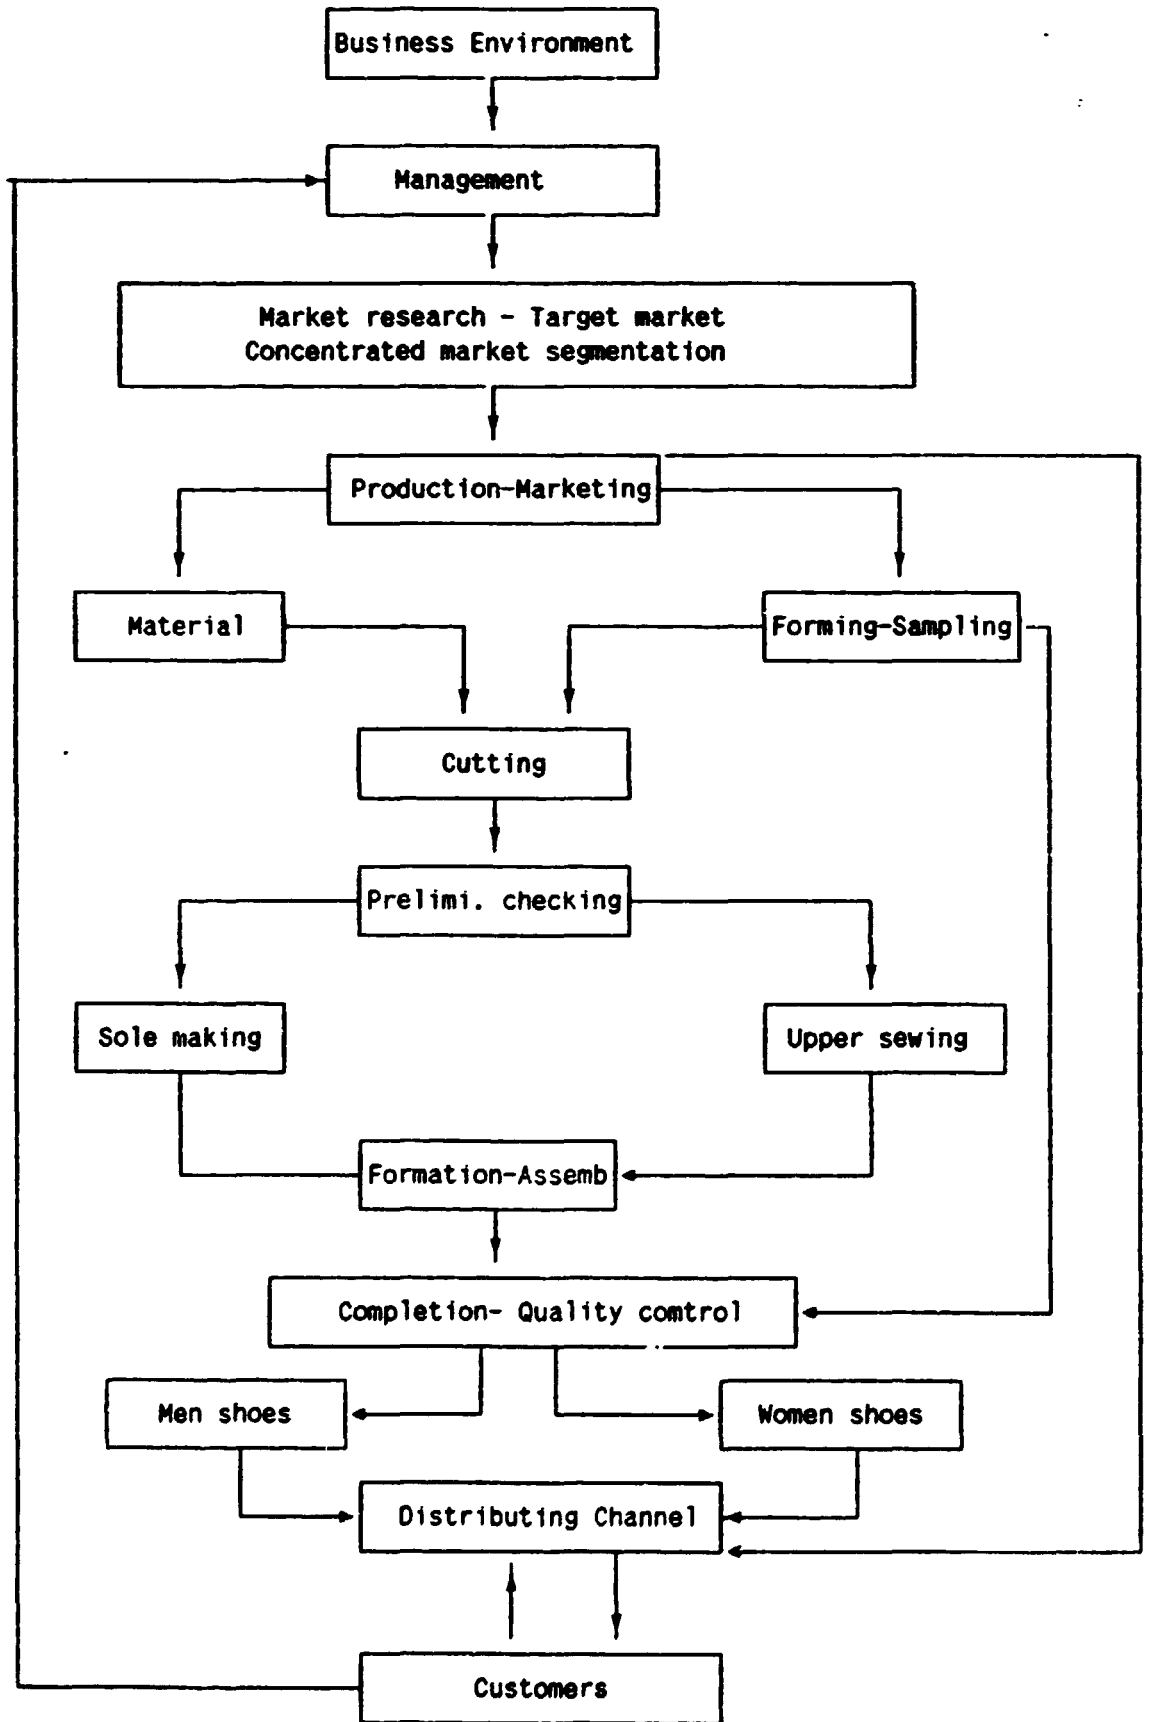 Business Environment
Management
Market research - Target market
Concentrated market segmentation
Production-Marketing
Material
Forming-Sampling
Cutting
Prelimi. checking
Sole making
Upper sewing
Formation-Assemb
Completion- Quality comtrol
Men shoes
Women shoes
Distributing Channel
Customers